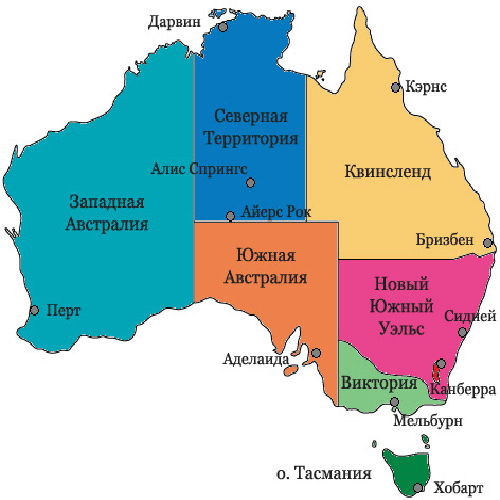 Дарвин
Кэрнс
Северная
Территория
Алис Спрингс
Квинсленд
Западная
Австралия
Айерс Рок
Бризбен
Южная
Австралия
Новый
Южный
Уэльс
Перт
Сидней
Аделаида
Виктория
Канберра
Мельбурн
о. Тасмания
Хобарт